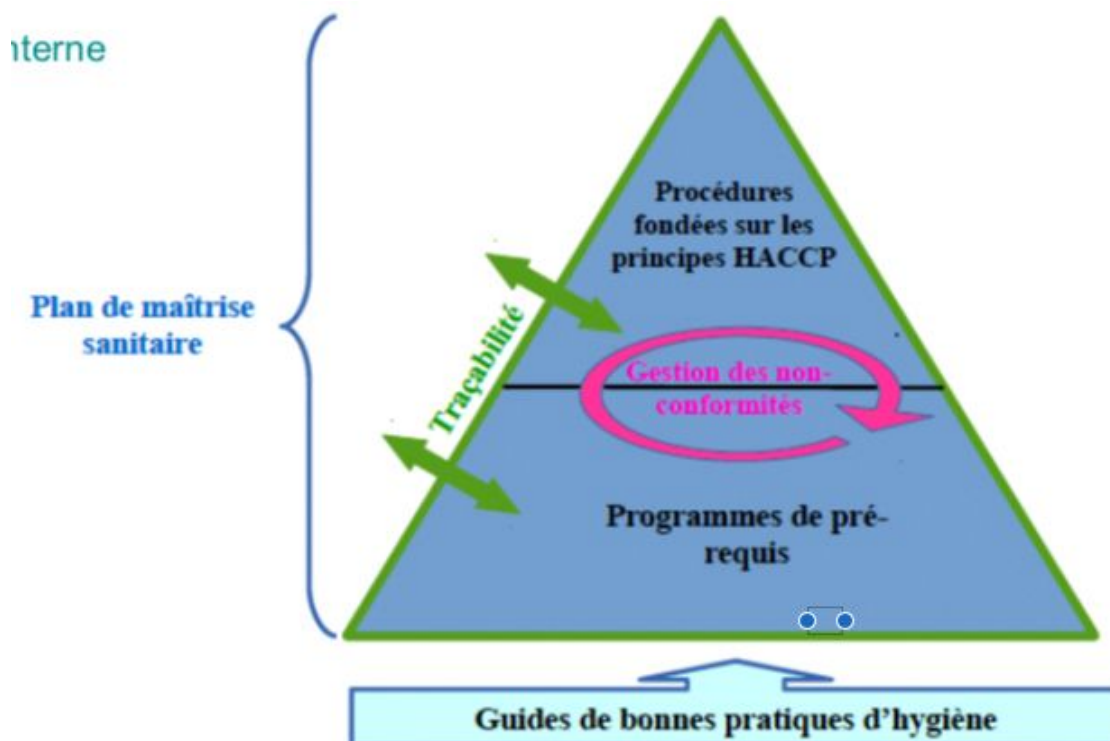 nterne
Procédures
fondées sur les
principes HACCP
Plan de maîtrise
sanitaire
Traçabilité
Gestion des non-
conformités
Programmes de pré-
requis
Guides de bonnes pratiques d'hygiène